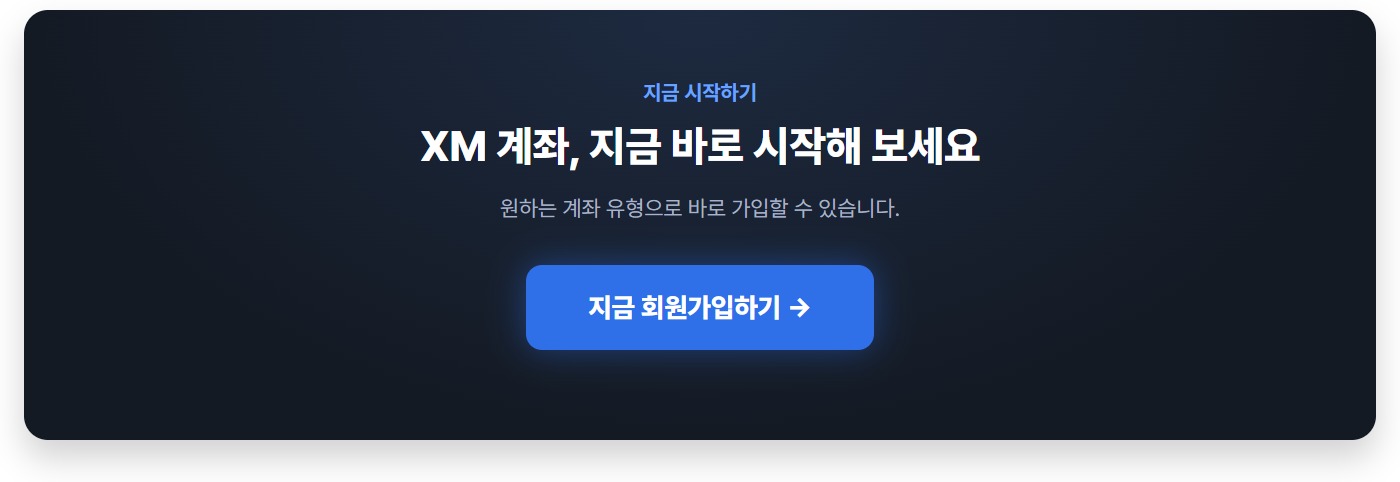 지금 시작하기
XM 계좌, 지금 바로 시작해 보세요
원하는 계좌 유형으로 바로 가입할 수 있습니다.
지금 회원가입하기 →